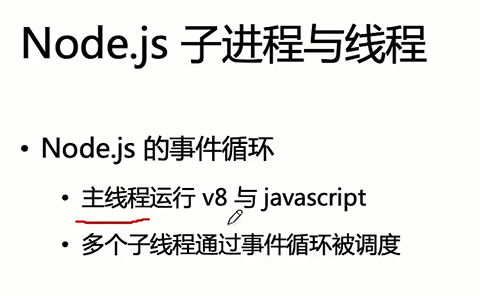 Node.js 子进程与线程
• Node.js 的事件循环
• 主线程运行 v8 与 javascript
• 多个子线程通过事件循环被调度